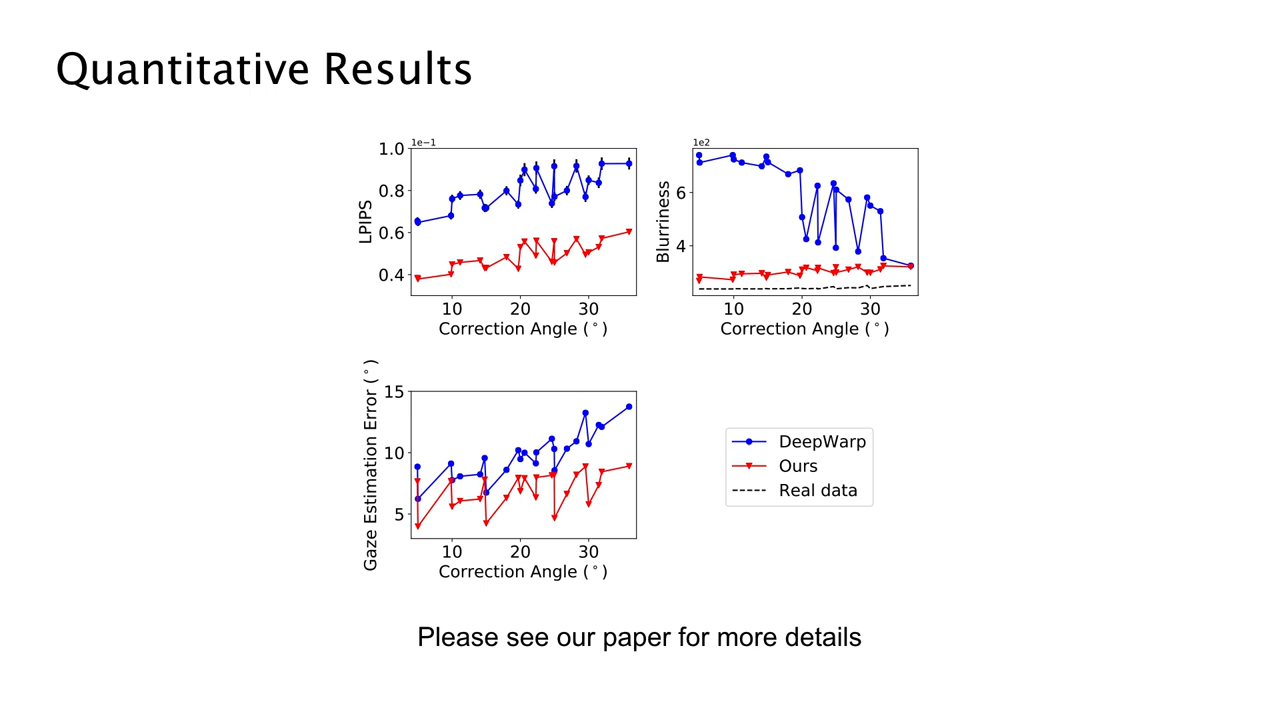 Quantitative Results
1e−1
1.0
0.8
0.6
0.4
LPIPS
10 20 30
Correction Angle (°)
1e2
6
4
Blurriness
10 20 30
Correction Angle (°)
15
10
5
Gaze Estimation Error (°)
10 20 30
Correction Angle (°)
DeepWarp
Ours
Real data
Please see our paper for more details